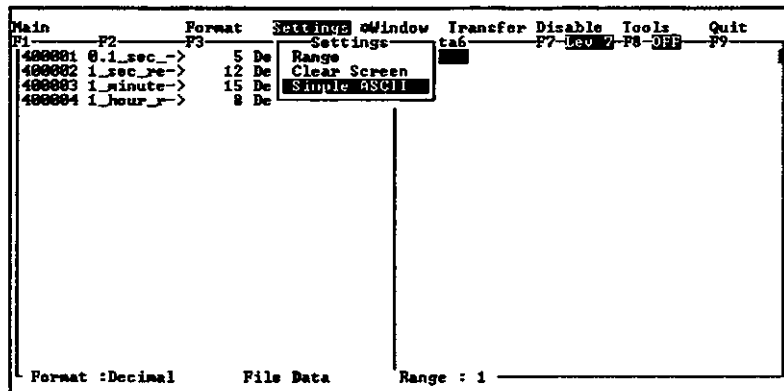 Main Format Settings ¤Window Transfer Disable Tools Quit
F1 F2 F3 Settings ta6 F7 Lev 7 F8 OFF F9
400001 0.1_sec_-> 5 De Range
400002 1_sec_re-> 12 De Clear Screen
400003 1_minute-> 15 De Simple ASCII
400004 1_hour_r-> 8 De
Format :Decimal File Data Range : 1